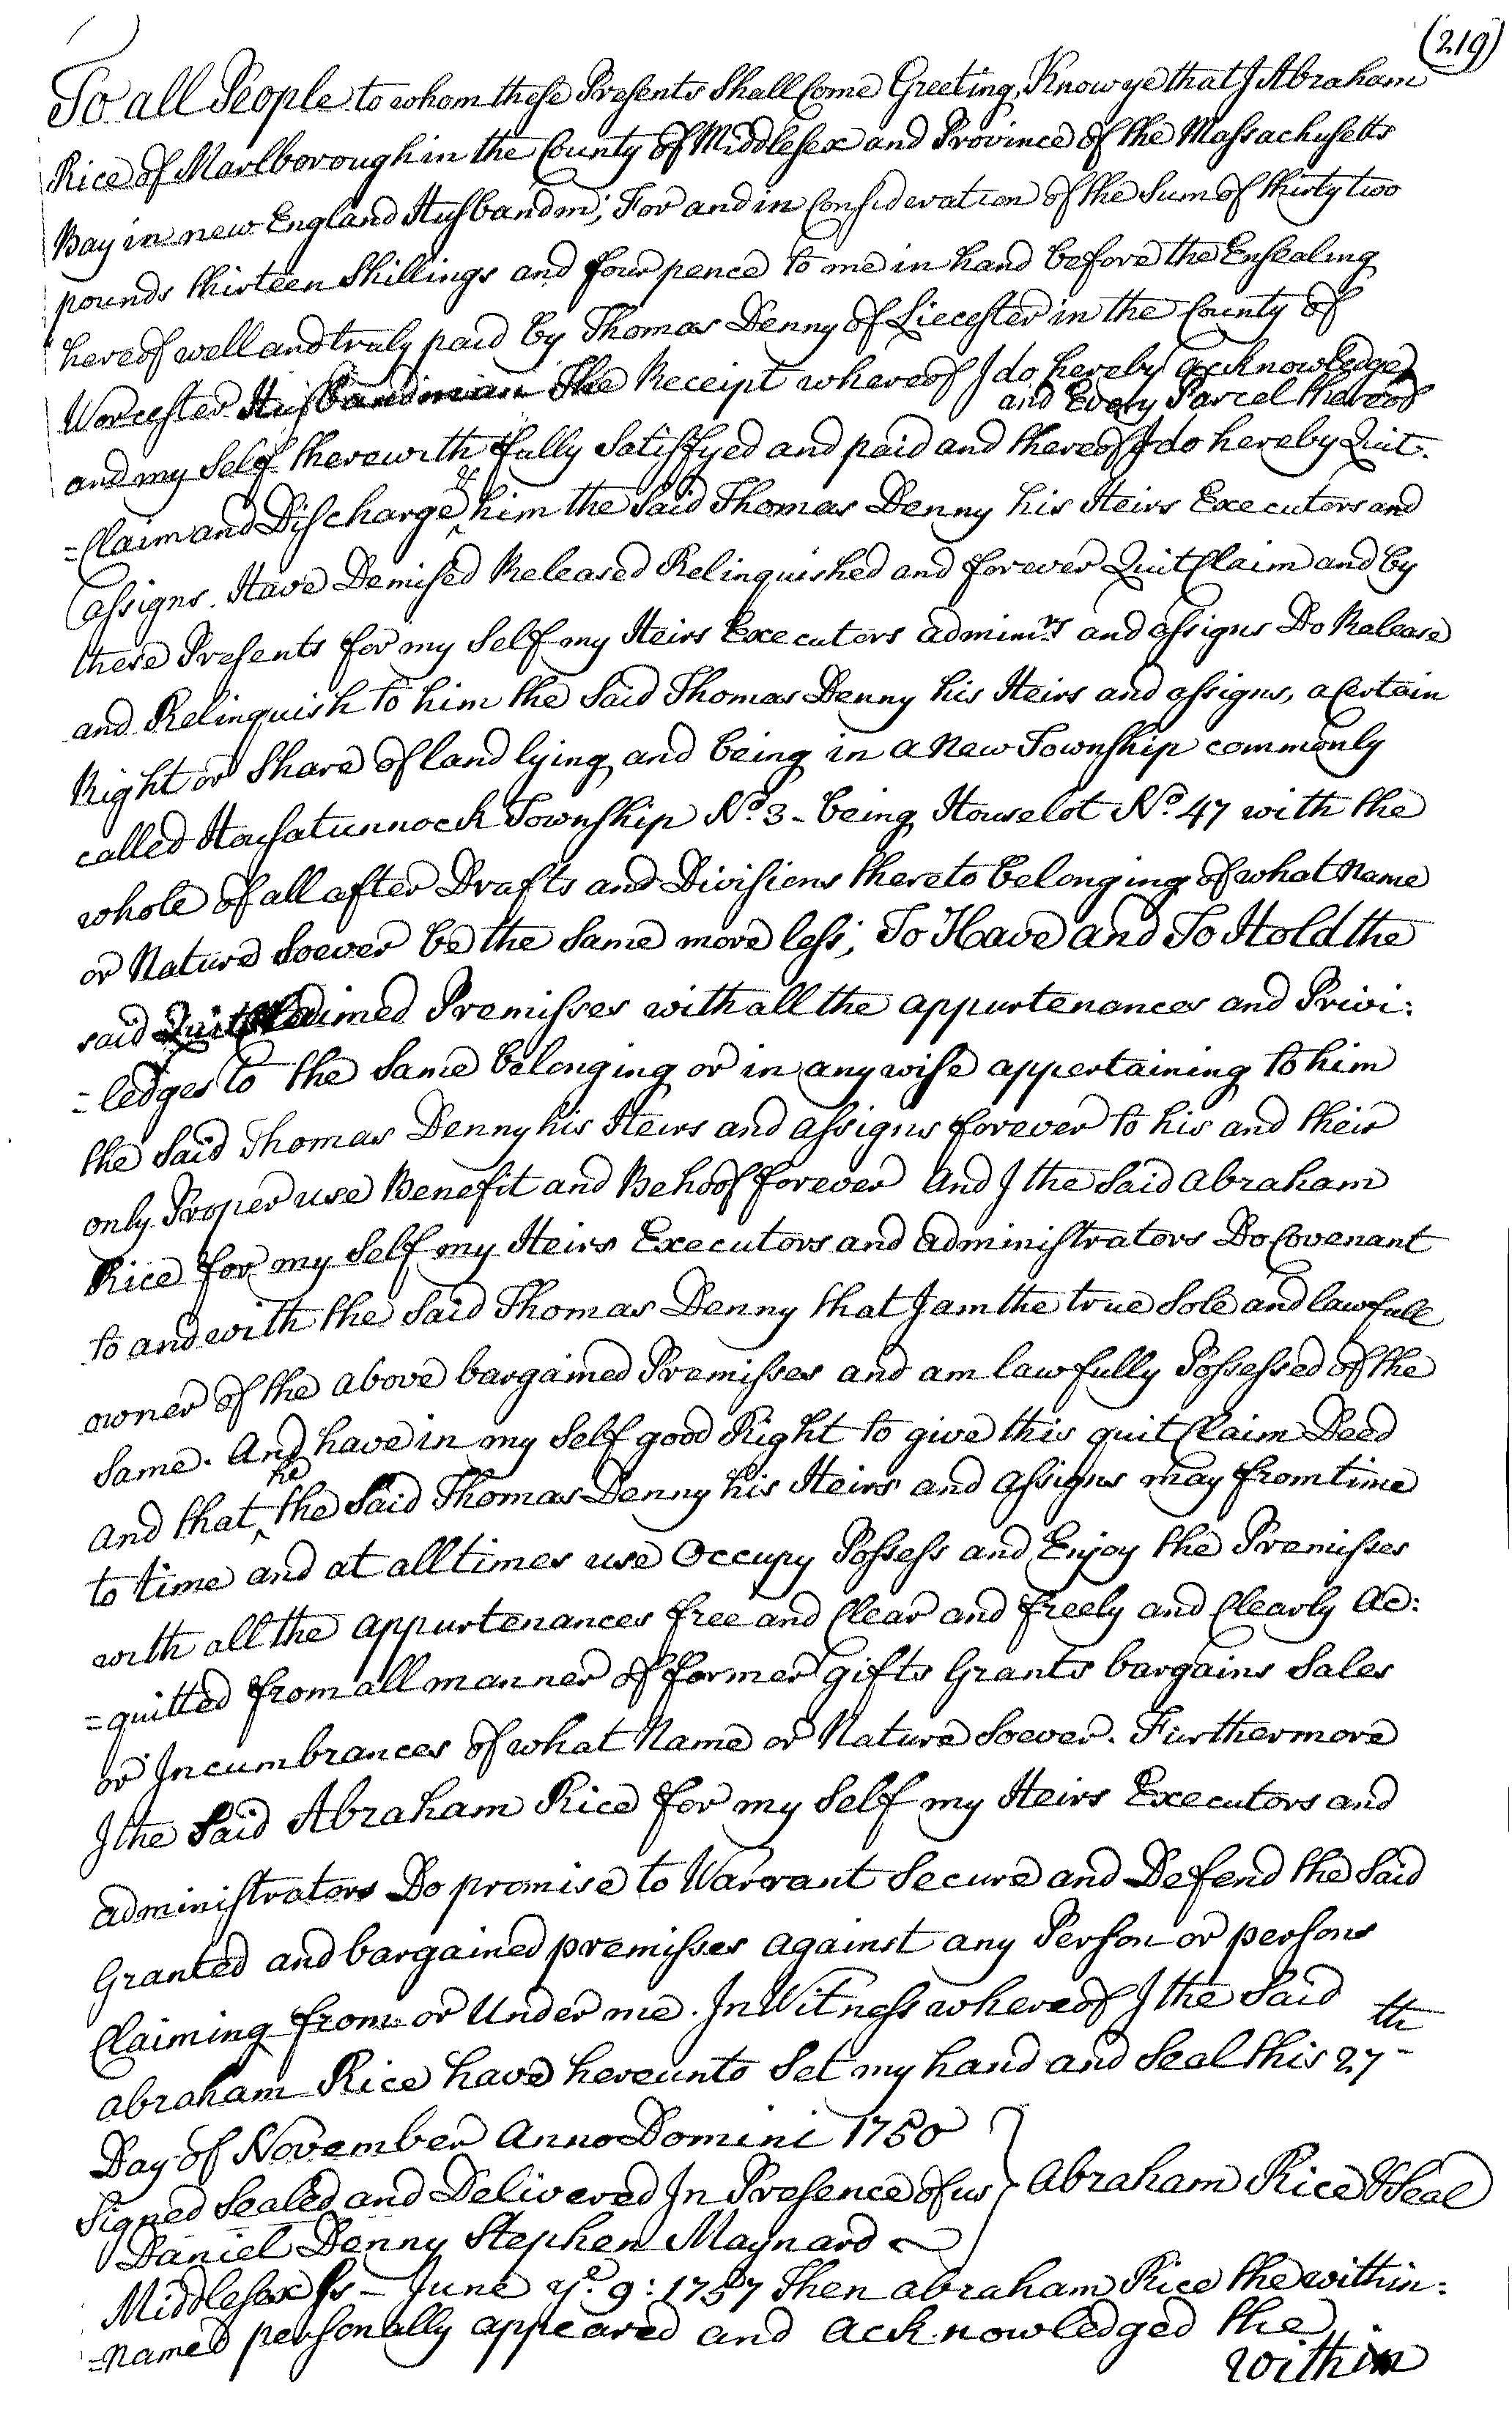 (219)
To all People to whom these Presents Shall Come Greeting, Know ye that I Abraham
Rice of Marlborough in the County of Middlesex and Province of the Massachusetts
Bay in new England Husbandm; For and in Consideration of the Sum of thirty two
pounds thirteen Shillings and four pence to me in hand before the Ensealing
hereof well and truly paid by Thomas Denny of Liecester in the County of
Worcester Husbandman The Receipt whereof I do hereby acknowledge
and Every Parcel thereof
and my Self therewith fully Satisfyed and paid and thereof I do hereby Quit-
=Claim and Discharge of him the Said Thomas Denny his Heirs Executors and
assigns. Have Demised Released Relinquished and forever Quit Claim and by
these Presents for my Self my Heirs Executors adminrs and assigns Do Release
and Relinquish to him the Said Thomas Denny his Heirs and assigns, a Certain
Right or Share of land lying and being in a New Township commonly
called Housatunnock Township No. 3 - being Houselot No. 47 with the
whole of all after Drafts and Divisions thereto belonging of what Name
or Nature Soever be the Same more less; To Have and To Hold the
said Quit Claimed Premisses with all the appurtenances and Privi:
=ledges to the Same belonging or in any wise appertaining to him
the Said Thomas Denny his Heirs and assigns forever to his and their
only Proper use Benefit and Behoof forever And I the Said Abraham
Rice for my Self my Heirs Executors and administrators Do Covenant
to and with the Said Thomas Denny that I am the true Sole and lawfull
owner of the above bargained Premisses and am lawfully Possessed of the
Same. And have in my Self good Right to give this quit Claim Deed
and that he the Said Thomas Denny his Heirs and assigns may from time
to time and at all times use Occupy Possess and Enjoy the Premisses
with all the appurtenances free and Clear and freely and Clearly Ac:
=quitted from all manner of former gifts Grants bargains Sales
or Incumbrances of what Name or Nature Soever. Furthermore
I the Said Abraham Rice for my Self my Heirs Executors and
administrators Do promise to Warrant Secure and Defend the Said
Granted and bargained premisses against any Person or persons
Claiming from or Under me. In Witness whereof I the Said
abraham Rice have hereunto Set my hand and Seal this 27th
Day of November Anno Domini 1750
Signed Sealed and Delivered In Presence of us } Abraham Rice & Seal
Daniel Denny Stephen Maynard
Middlesex Ss - June ye. 9: 1757 Then abraham Rice the within:
=named personally appeared and acknowledged the
within